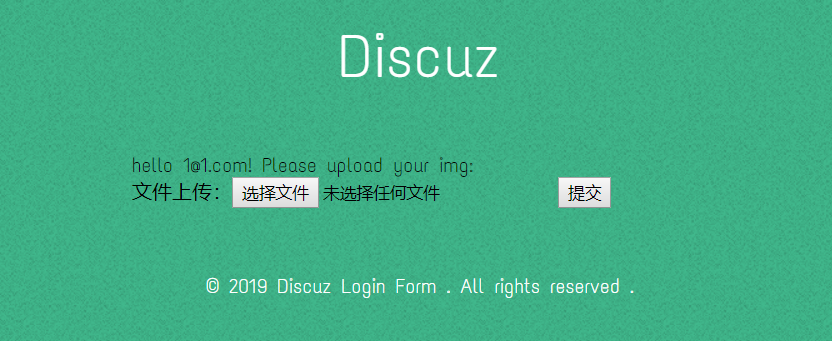 Discuz
hello 1@1.com! Please upload your img:
文件上传: 选择文件 未选择任何文件 提交
© 2019 Discuz Login Form . All rights reserved .